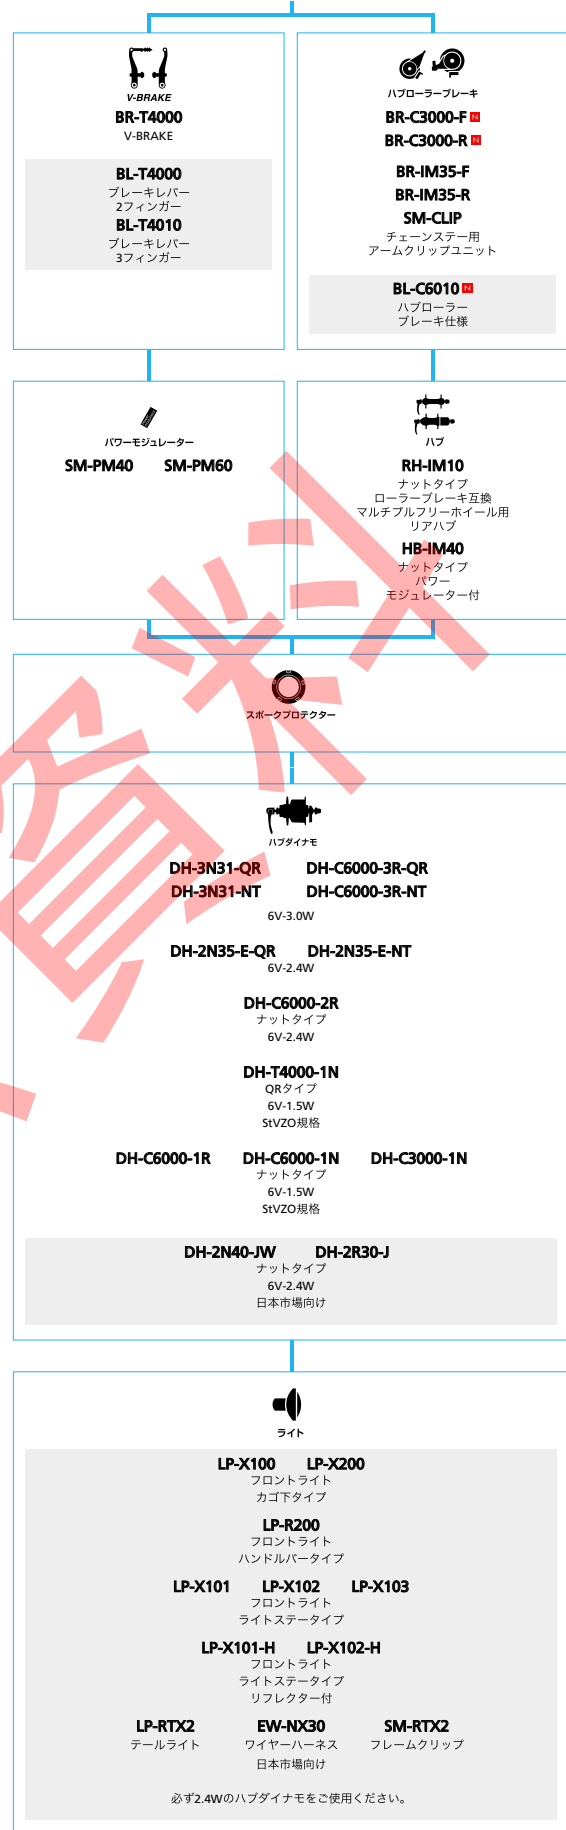 V-BRAKE
BR-T4000
V-BRAKE
BL-T4000
ブレーキレバー
2フィンガー
BL-T4010
ブレーキレバー
3フィンガー
ハブローラーブレーキ
BR-C3000-F N
BR-C3000-R N
BR-IM35-F
BR-IM35-R
SM-CLIP
チェーンステー用
アームクリップユニット
BL-C6010 N
ハブローラー
ブレーキ仕様
パワーモジュレーター
SM-PM40 SM-PM60
ハブ
RH-IM10
ナットタイプ
ローラーブレーキ互換
マルチプルフリーホイール用
リアハブ
HB-IM40
ナットタイプ
パワー
モジュレーター付
スポークプロテクター
ハブダイナモ
DH-3N31-QR DH-C6000-3R-QR
DH-3N31-NT DH-C6000-3R-NT
6V-3.0W
DH-2N35-E-QR DH-2N35-E-NT
6V-2.4W
DH-C6000-2R
ナットタイプ
6V-2.4W
DH-T4000-1N
QRタイプ
6V-1.5W
StVZO規格
DH-C6000-1R DH-C6000-1N DH-C3000-1N
ナットタイプ
6V-1.5W
StVZO規格
DH-2N40-JW DH-2R30-J
ナットタイプ
6V-2.4W
日本市場向け
ライト
LP-X100 LP-X200
フロントライト
カゴ下タイプ
LP-R200
フロントライト
ハンドルバータイプ
LP-X101 LP-X102 LP-X103
フロントライト
ライトステータイプ
LP-X101-H LP-X102-H
フロントライト
ライトステータイプ
リフレクター付
LP-RTX2 EW-NX30 SM-RTX2
テールライト ワイヤーハーネス フレームクリップ
日本市場向け
必ず2.4Wのハブダイナモをご使用ください。
資料